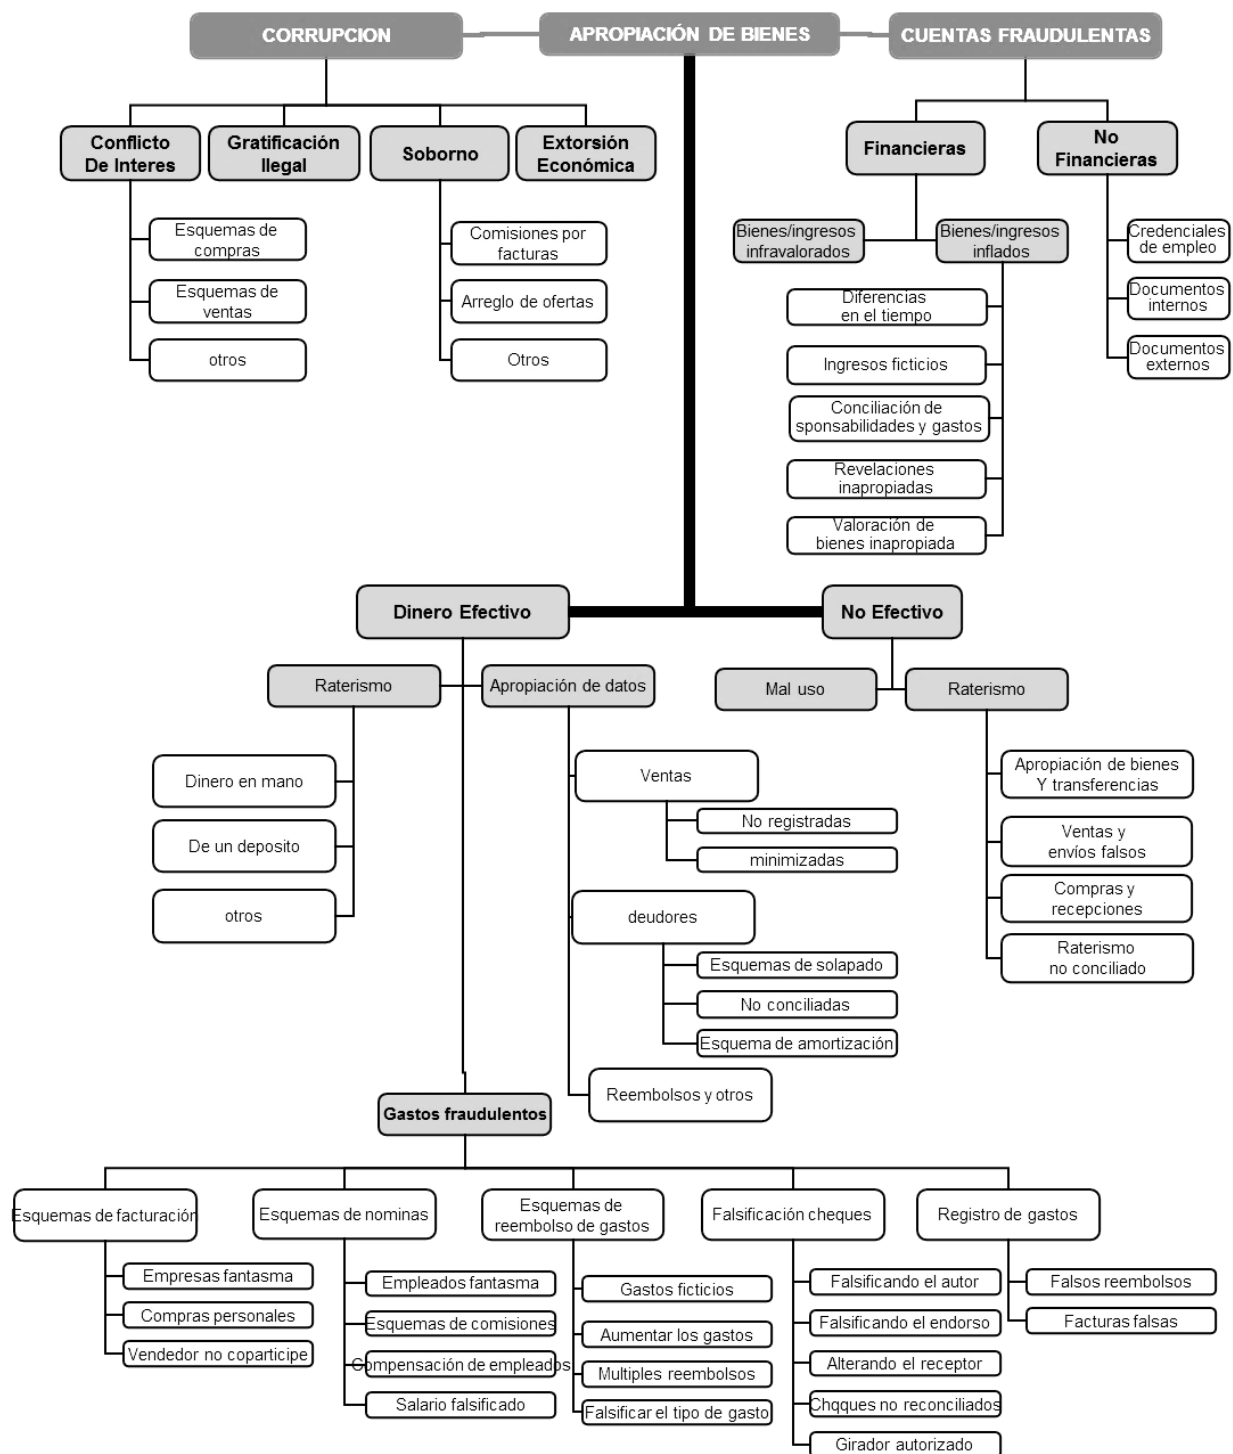 CORRUPCION
APROPIACIÓN DE BIENES
CUENTAS FRAUDULENTAS
Conflicto
De Interes
Gratificación
Ilegal
Soborno
Extorsión
Económica
Esquemas de
compras
Esquemas de
ventas
otros
Comisiones por
facturas
Arreglo de ofertas
Otros
Financieras
No
Financieras
Bienes/ingresos
infravalorados
Bienes/ingresos
inflados
Diferencias
en el tiempo
Ingresos ficticios
Conciliación de
sponsabilidades y gastos
Revelaciones
inapropiadas
Valoración de
bienes inapropiada
Credenciales
de empleo
Documentos
internos
Documentos
externos
Dinero Efectivo
No Efectivo
Raterismo
Apropiación de datos
Mal uso
Raterismo
Dinero en mano
De un deposito
otros
Ventas
No registradas
minimizadas
deudores
Esquemas de solapado
No conciliadas
Esquema de amortización
Reembolsos y otros
Apropiación de bienes
Y transferencias
Ventas y
envíos falsos
Compras y
recepciones
Raterismo
no conciliado
Gastos fraudulentos
Esquemas de facturación
Empresas fantasma
Compras personales
Vendedor no coparticipe
Esquemas de nominas
Empleados fantasma
Esquemas de comisiones
Compensación de empleados
Salario falsificado
Esquemas de
reembolso de gastos
Gastos ficticios
Aumentar los gastos
Multiples reembolsos
Falsificar el tipo de gasto
Falsificación cheques
Falsificando el autor
Falsificando el endorso
Alterando el receptor
Chqques no reconciliados
Girador autorizado
Registro de gastos
Falsos reembolsos
Facturas falsas